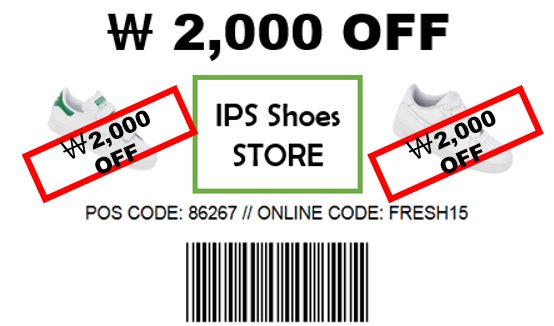 ₩ 2,000 OFF
IPS Shoes
STORE
₩2,000
OFF
₩2,000
OFF
POS CODE: 86267 // ONLINE CODE: FRESH15